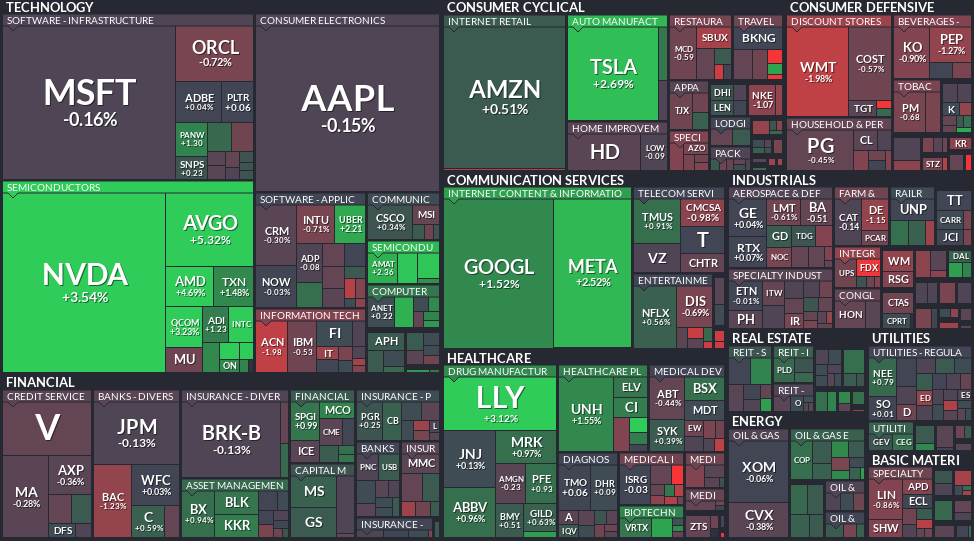 TECHNOLOGY
SOFTWARE - INFRASTRUCTURE
MSFT
-0.16%
ORCL
-0.72%
ADBE
+0.04%
PLTR
+0.06
PANW
+1.30
SNPS
+0.23
CONSUMER ELECTRONICS
AAPL
-0.15%
SEMICONDUCTORS
NVDA
+3.54%
AVGO
+5.32%
AMD
+4.69%
TXN
+1.48%
QCOM
+3.23%
ADI
+1.23
INTC
MU
ON
SOFTWARE - APPLIC
CRM
-0.30%
INTU
-0.71%
UBER
+2.21
ADP
-0.08
NOW
-0.03%
INFORMATION TECH
ACN
-1.98
IBM
-0.53
FI
IT
COMMUNIC
CSCO
+0.34%
MSI
SEMICONDU
AMAT
+2.36
COMPUTER
ANET
+0.22
APH
CONSUMER CYCLICAL
INTERNET RETAIL
AMZN
+0.51%
AUTO MANUFACT
TSLA
+2.69%
HOME IMPROVEM
HD
LOW
-0.09
RESTAURA
MCD
-0.59
SBUX
TRAVEL
BKNG
APPA
TJX
DHI
LEN
NKE
-1.07
LODGI
SPECI
AZO
PACK
CONSUMER DEFENSIVE
DISCOUNT STORES
WMT
-1.98%
COST
-0.57%
TGT
BEVERAGES -
KO
-0.90%
PEP
-1.27%
TOBAC
PM
-0.68
K
HOUSEHOLD & PER
PG
-0.45%
CL
KR
STZ
COMMUNICATION SERVICES
INTERNET CONTENT & INFORMATIO
GOOGL
+1.52%
META
+2.52%
TELECOM SERVI
TMUS
+0.91%
CMCSA
-0.98%
VZ
T
CHTR
ENTERTAINME
NFLX
+0.56%
DIS
-0.69%
INDUSTRIALS
AEROSPACE & DEF
GE
+0.04%
LMT
-0.61%
BA
-0.51
RTX
+0.07%
GD
TDG
NOC
SPECIALTY INDUST
ETN
-0.01%
ITW
PH
IR
FARM &
CAT
-0.14
DE
-1.15
PCAR
RAILR
UNP
TT
CARR
JCI
INTEGR
UPS
FDX
WM
RSG
DAL
CONGL
HON
CTAS
CPRT
FINANCIAL
CREDIT SERVICE
V
MA
-0.28%
AXP
-0.36%
DFS
BANKS - DIVERS
JPM
-0.13%
BAC
-1.23%
WFC
+0.03%
C
+0.59%
INSURANCE - DIVER
BRK-B
-0.13%
ASSET MANAGEMEN
BX
+0.94%
BLK
KKR
FINANCIAL
SPGI
+0.99
MCO
CME
ICE
CAPITAL M
MS
GS
INSURANCE - P
PGR
+0.25
CB
BANKS
PNC
USB
INSUR
MMC
INSURANCE -
HEALTHCARE
DRUG MANUFACTUR
LLY
+3.12%
JNJ
+0.13%
MRK
+0.97%
AMGN
-0.23
PFE
+0.93
ABBV
+0.96%
BMY
+0.51
GILD
+0.63%
HEALTHCARE PL
UNH
+1.55%
ELV
CI
MEDICAL DEV
ABT
-0.44%
BSX
MDT
SYK
+0.39%
EW
DIAGNOS
TMO
+0.06
DHR
+0.09
A
IQV
MEDICAL I
ISRG
-0.03
MEDI
MEDI
BIOTECHN
VRTX
ZTS
REAL ESTATE
REIT - S
REIT - I
PLD
REIT -
O
UTILITIES
UTILITIES - REGULA
NEE
+0.79
SO
+0.01
D
ED
ES
UTILITI
GEV
CEG
ENERGY
OIL & GAS
XOM
-0.06%
CVX
-0.38%
OIL & GAS E
COP
OIL &
OIL &
BASIC MATERI
SPECIALTY
LIN
-0.86%
APD
ECL
SHW